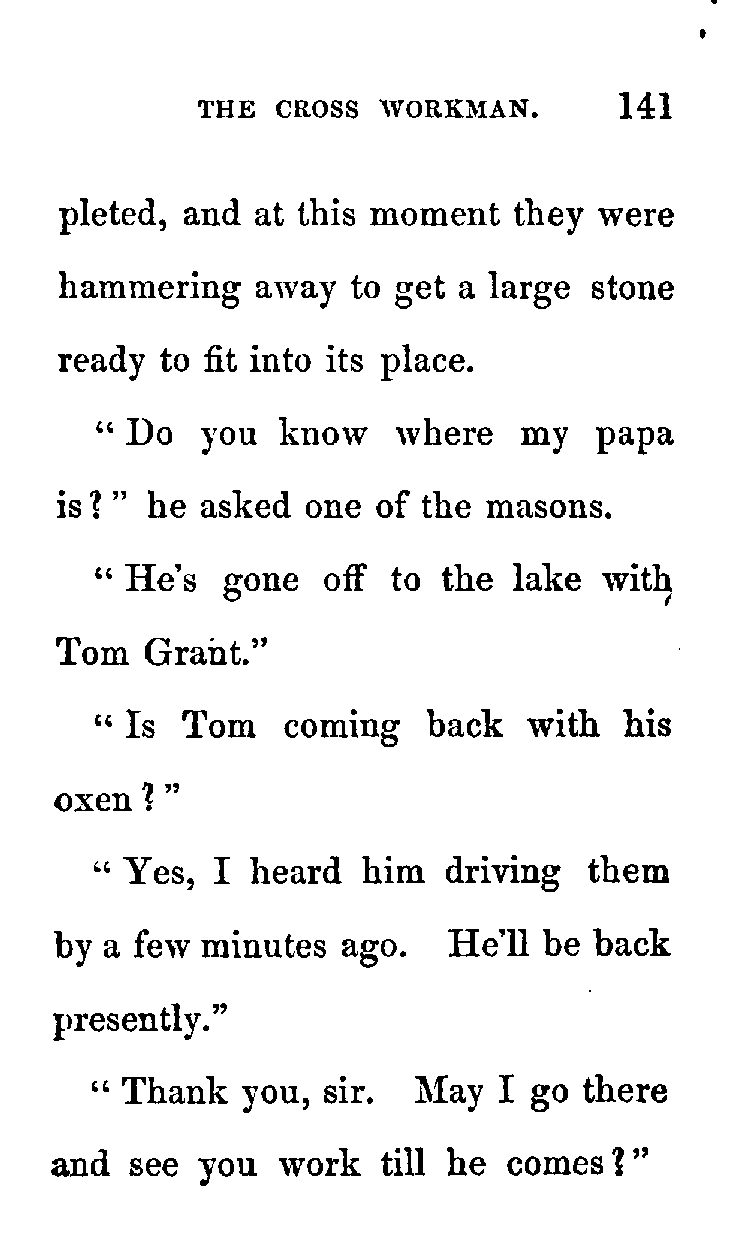 THE CROSS WORKMAN. 141
pleted, and at this moment they were
hammering away to get a large stone
ready to fit into its place.
“ Do you know where my papa
is? ” he asked one of the masons.
“ He’s gone off to the lake with
Tom Grant.”
“ Is Tom coming back with his
oxen? ”
“ Yes, I heard him driving them
by a few minutes ago. He’ll be back
presently.”
“ Thank you, sir. May I go there
and see you work till he comes?”